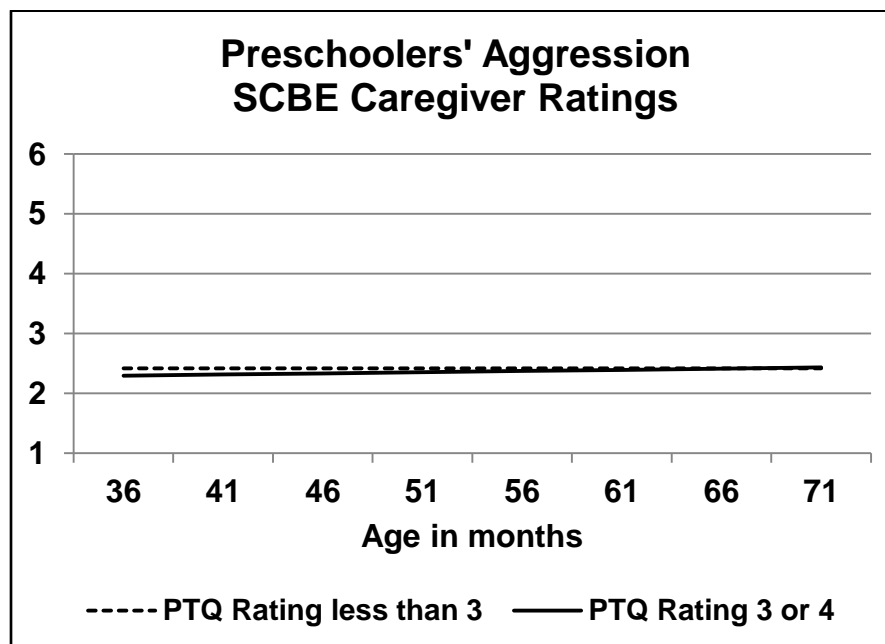 Preschoolers' Aggression
SCBE Caregiver Ratings
6
5
4
3
2
1
36 41 46 51 56 61 66 71
Age in months
PTQ Rating less than 3 PTQ Rating 3 or 4